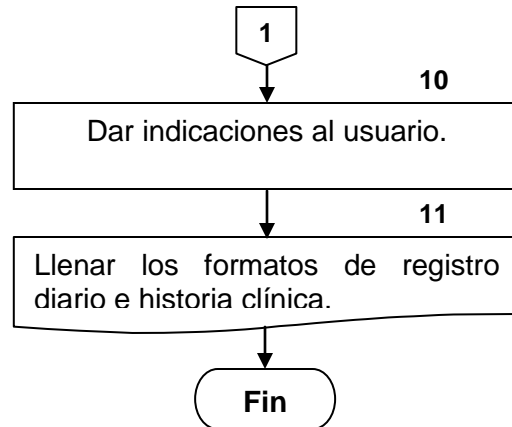 1
10
Dar indicaciones al usuario.
11
Llenar los formatos de registro
diario e historia clínica.
Fin